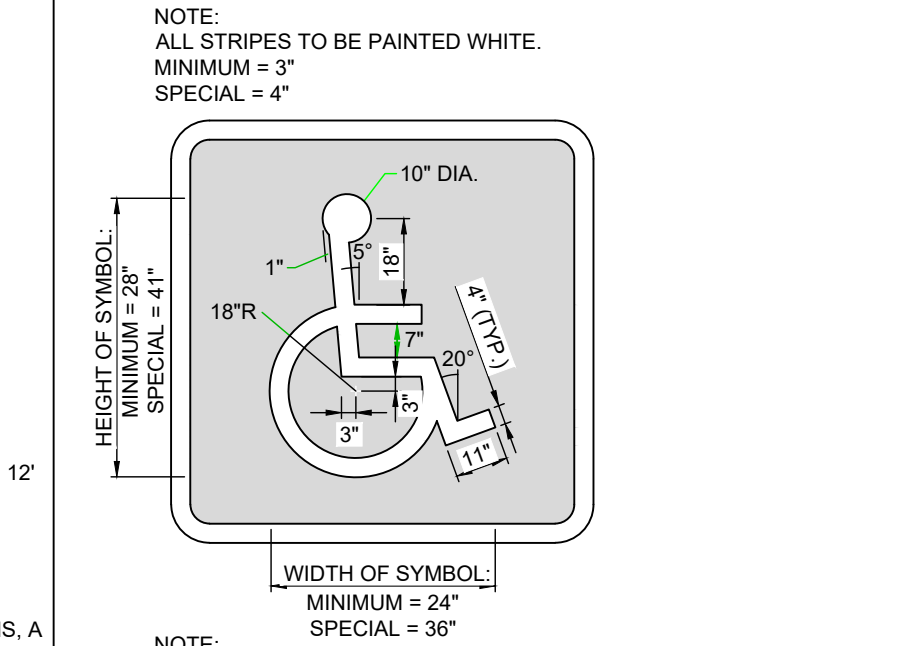 NOTE:
ALL STRIPES TO BE PAINTED WHITE.
MINIMUM = 3"
SPECIAL = 4"
10" DIA.
5°
18"
1"
18"R
7"
4" (TYP.)
20°
3"
3"
11"
HEIGHT OF SYMBOL:
MINIMUM = 28"
SPECIAL = 41"
12'
WIDTH OF SYMBOL:
MINIMUM = 24"
SPECIAL = 36"
NS, A
NOTE: